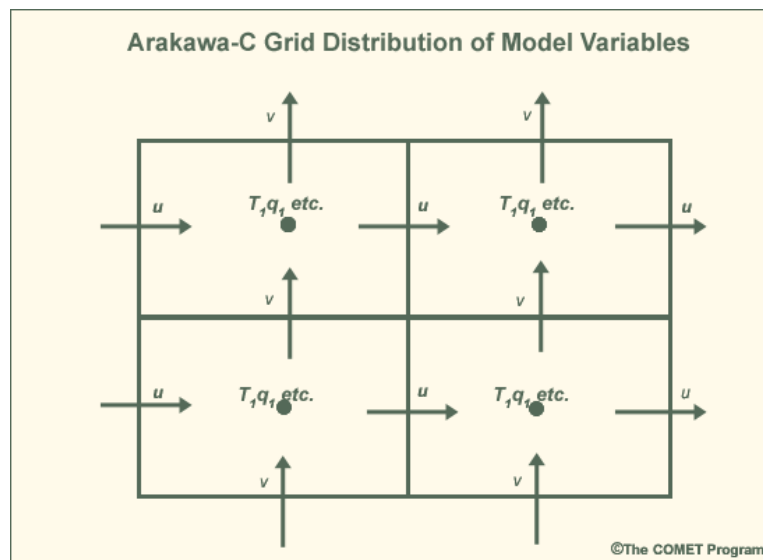 Arakawa-C Grid Distribution of Model Variables
v v
u T₁q₁ etc. u T₁q₁ etc. u
v v
u T₁q₁ etc. u T₁q₁ etc. u
v v
©The COMET Program